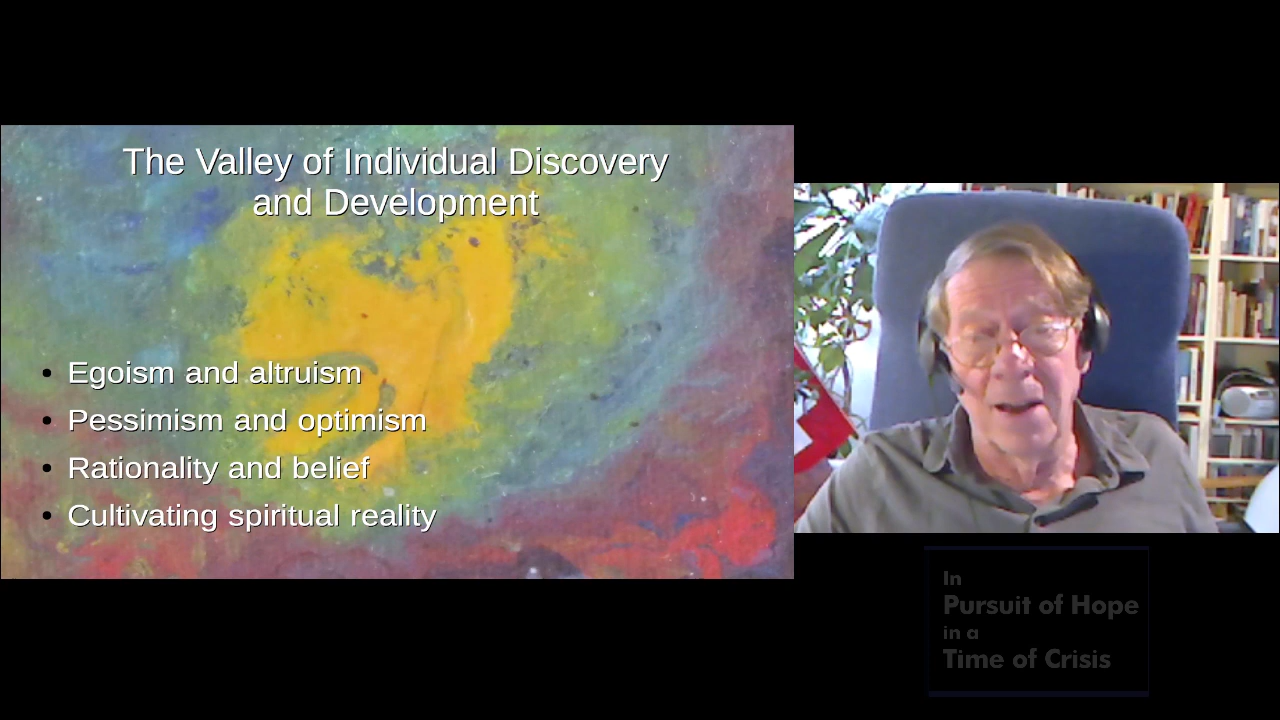 The Valley of Individual Discovery
and Development
• Egoism and altruism
• Pessimism and optimism
• Rationality and belief
• Cultivating spiritual reality
In
Pursuit of Hope
in a
Time of Crisis